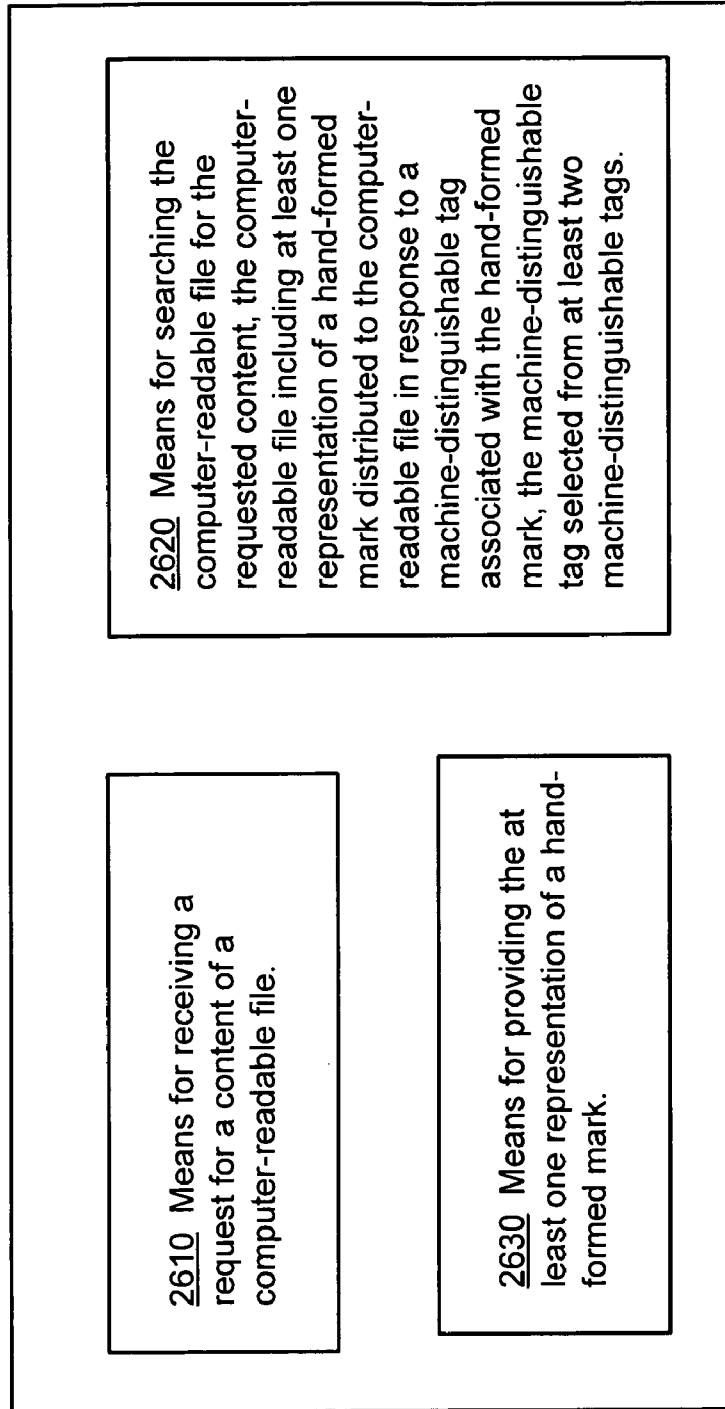 2610 Means for receiving a
request for a content of a
computer-readable file.
2620 Means for searching the
computer-readable file for the
requested content, the computer-
readable file including at least one
representation of a hand-formed
mark distributed to the computer-
readable file in response to a
machine-distinguishable tag
associated with the hand-formed
mark, the machine-distinguishable
tag selected from at least two
machine-distinguishable tags.
2630 Means for providing the at
least one representation of a hand-
formed mark.